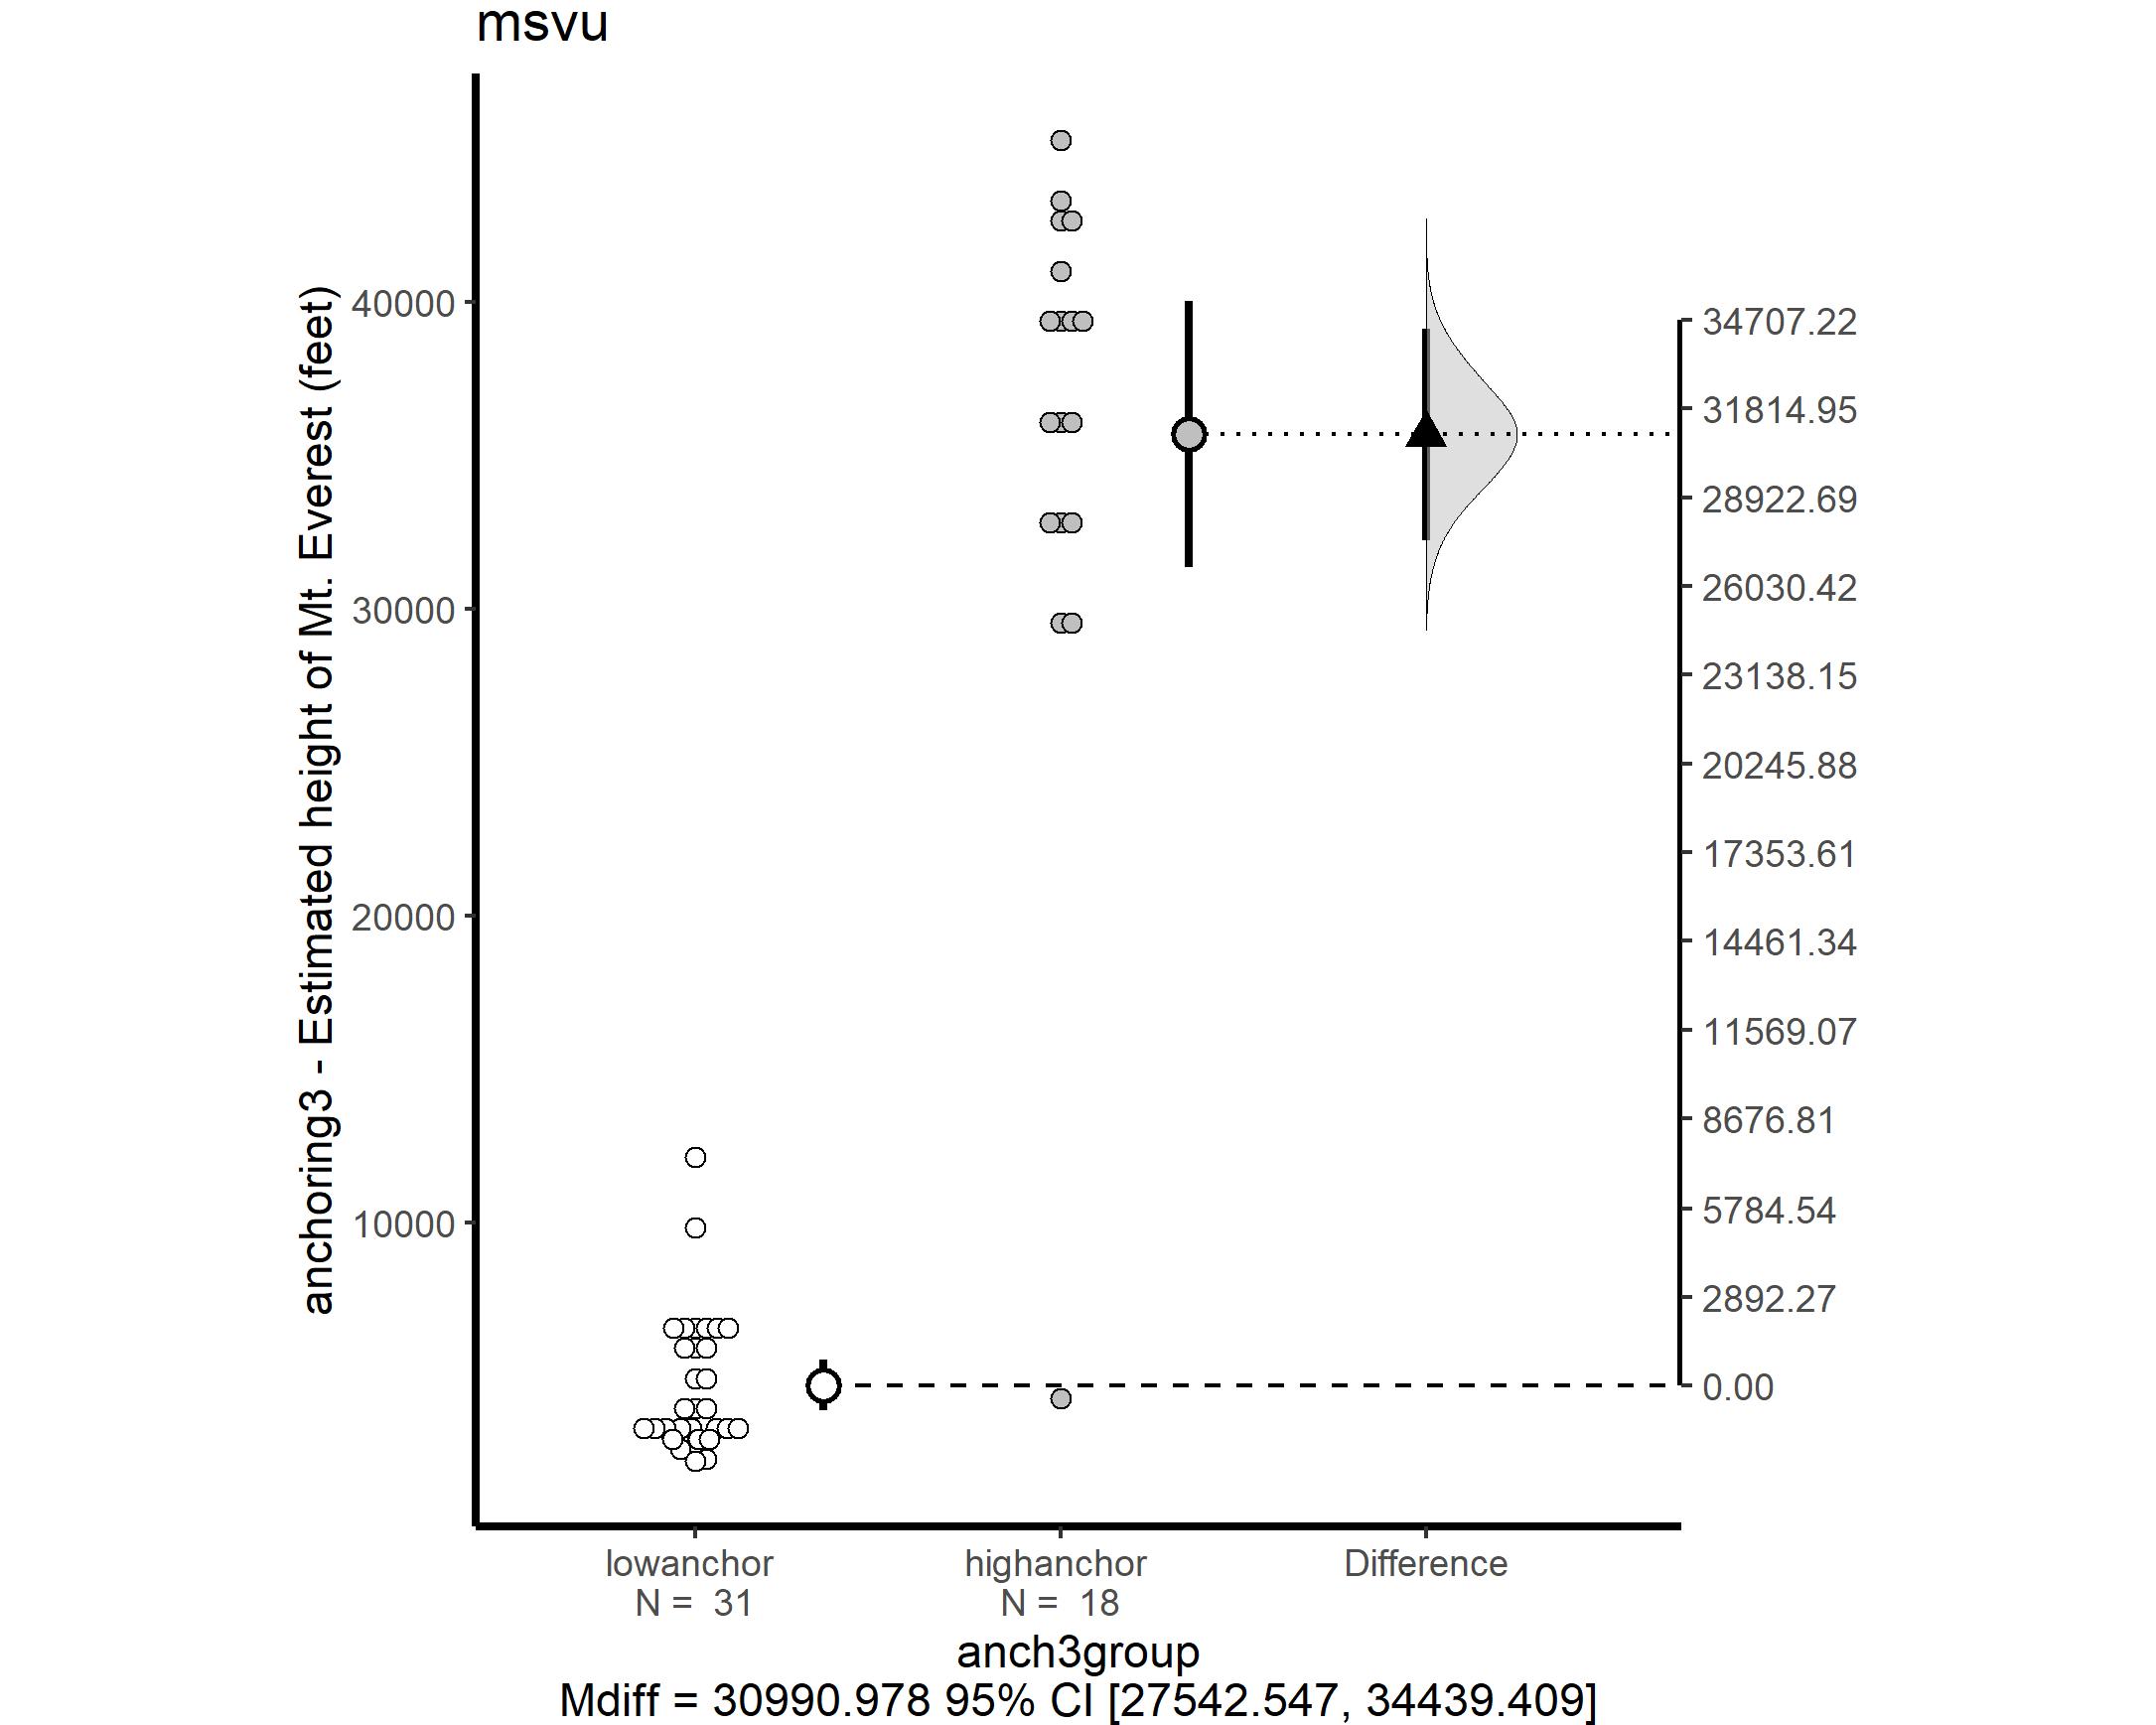 msvu
anchoring3 - Estimated height of Mt. Everest (feet)
40000
30000
20000
10000
34707.22
31814.95
28922.69
26030.42
23138.15
20245.88
17353.61
14461.34
11569.07
8676.81
5784.54
2892.27
0.00
lowanchor
N = 31
highanchor
N = 18
Difference
anch3group
Mdiff = 30990.978 95% CI [27542.547, 34439.409]